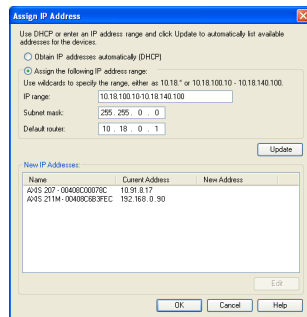 Assign IP Address
Use DHCP or enter an IP address range and click Update to automatically list available
addresses for the devices.
Obtain IP addresses automatically (DHCP)
Assign the following IP address range:
Use wildcards to specify the range, either as 10.18.* or 10.18.100.10 - 10.18.140.100.
IP range: 10.18.100.10-10.18.140.100
Subnet mask: 255 . 255 . 0 . 0
Default router: 10 . 18 . 0 . 1
Update
New IP Addresses:
Name Current Address New Address
AXIS 207 - 00408C00078C 10.91.8.17
AXIS 211M - 00408C6B3FEC 192.168.0.90
Edit
OK Cancel Help